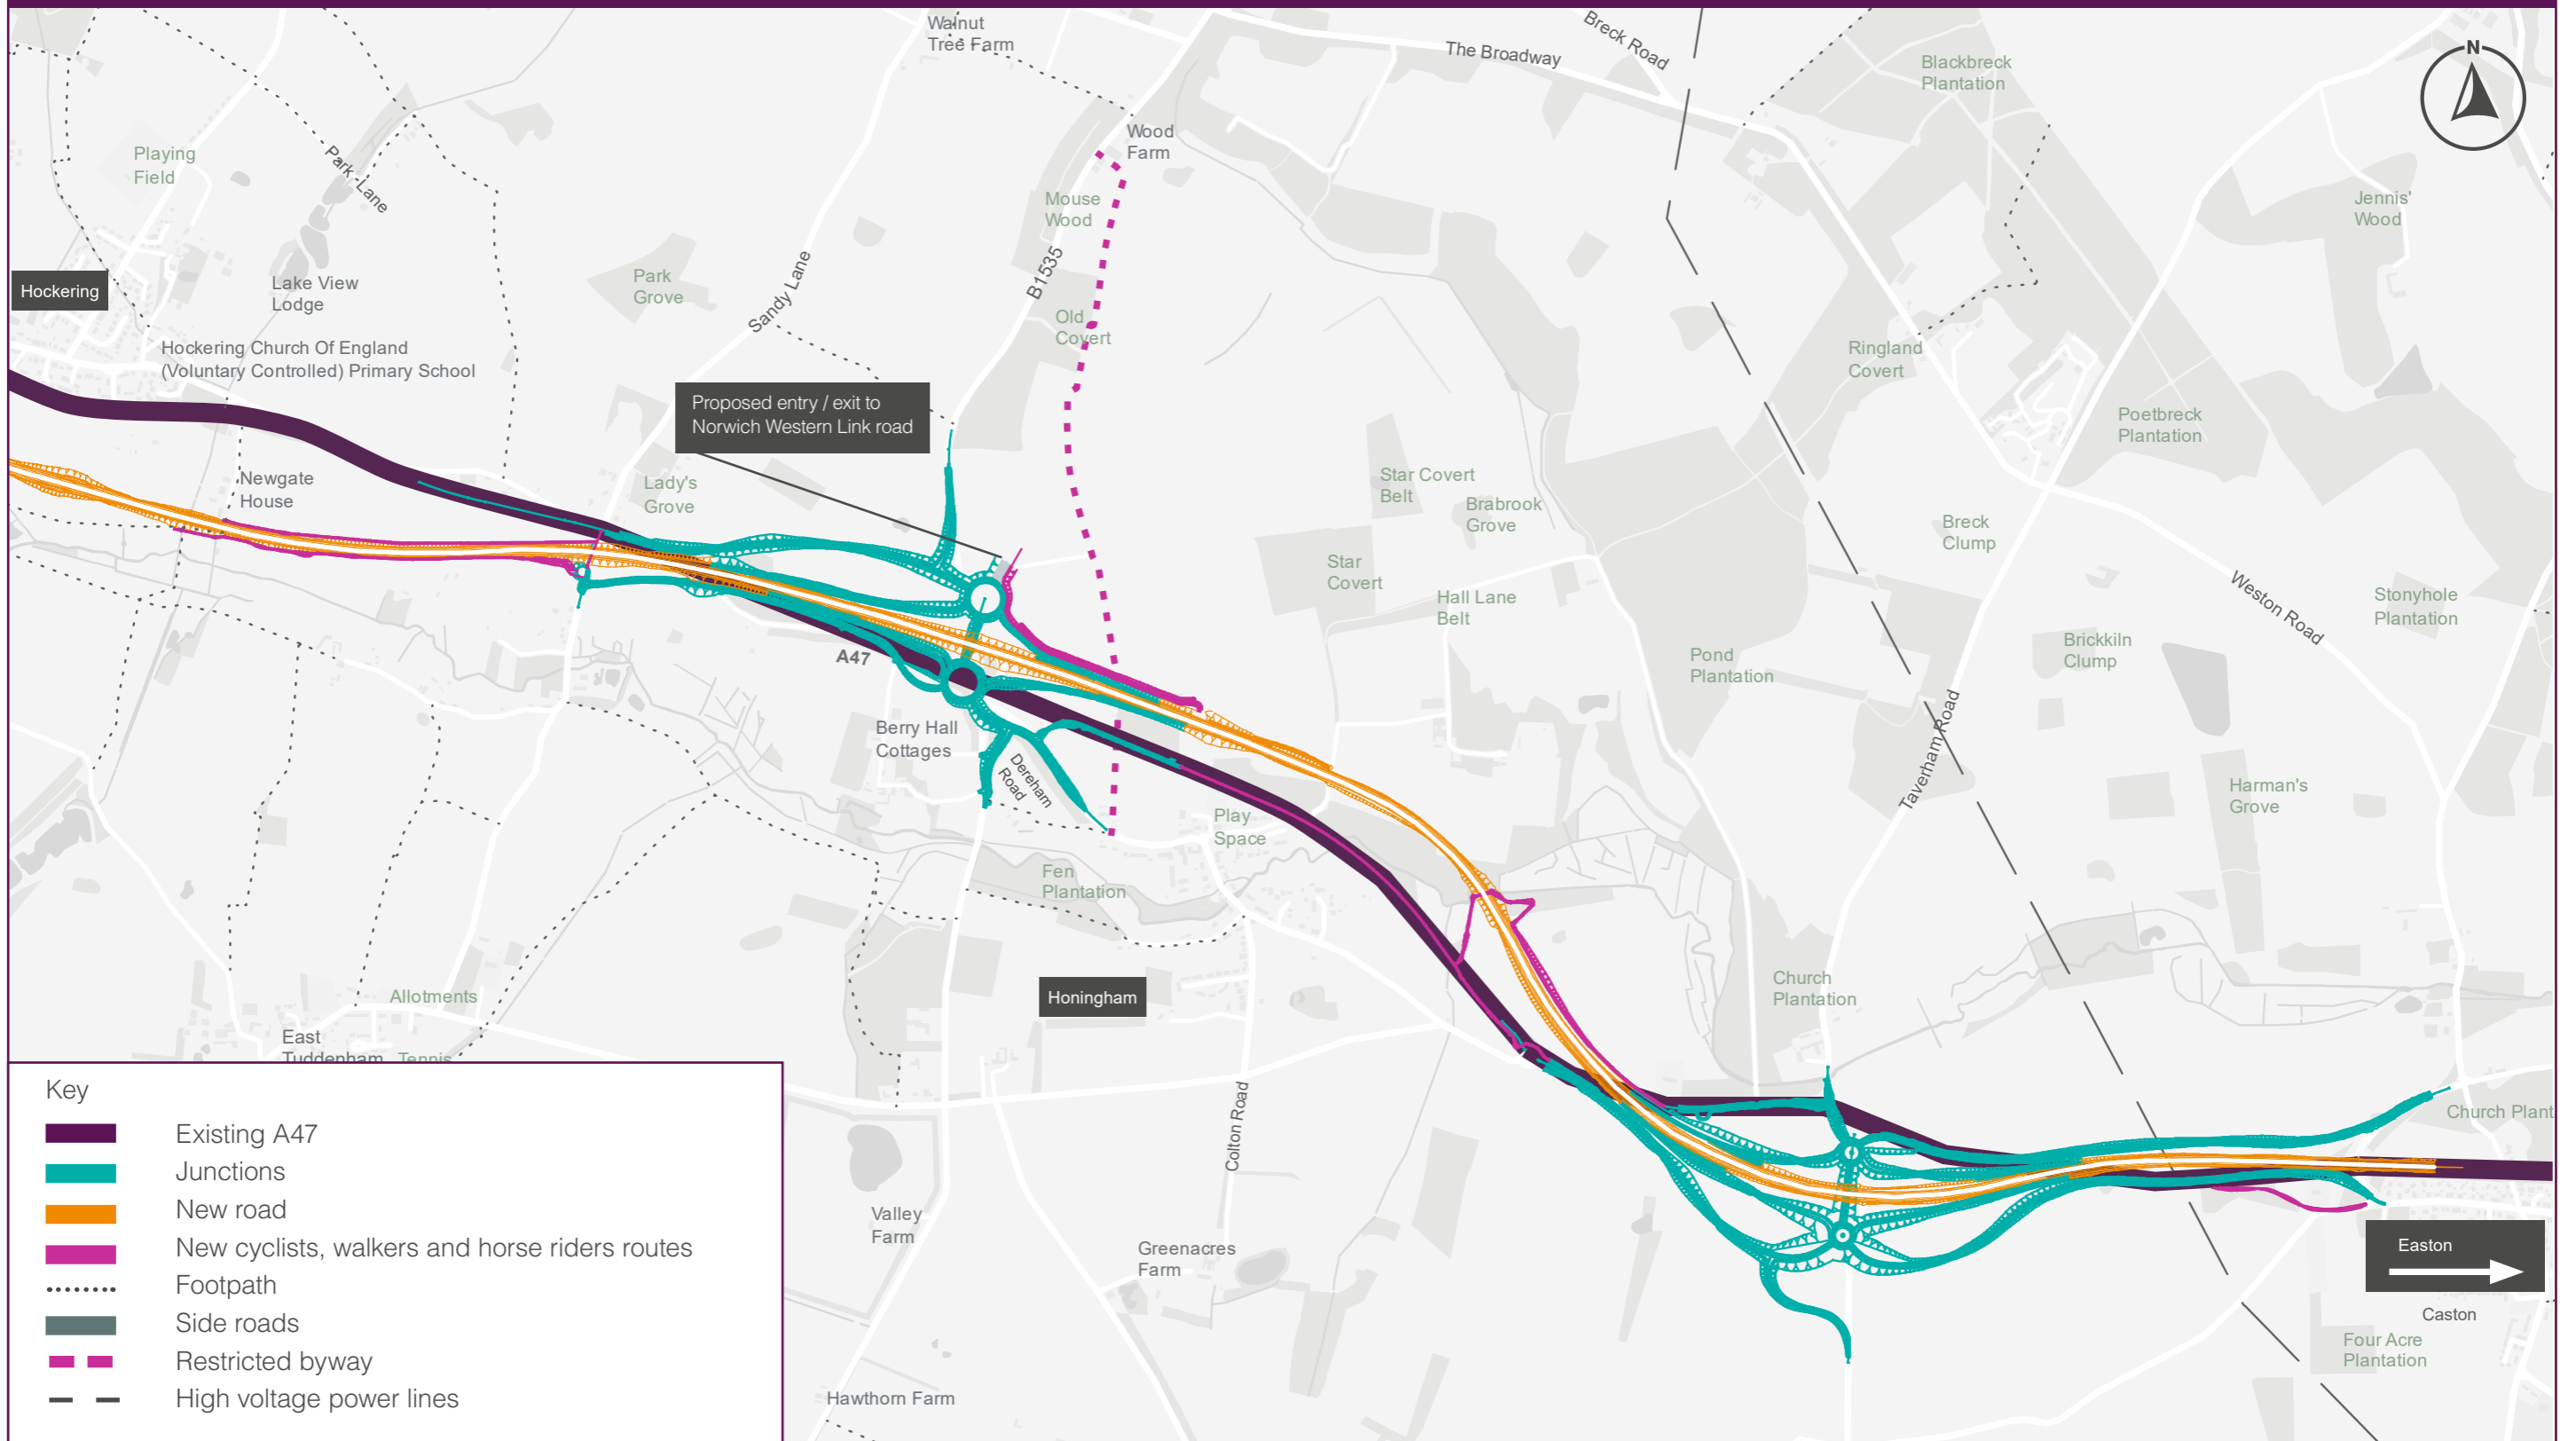 Walnut
Tree Farm
The Broadway
Breck Road
Blackbreck
Plantation
N
Wood
Farm
Playing
Field
Park Lane
Mouse
Wood
Jennis'
Wood
Hockering
Lake View
Lodge
Park
Grove
Sandy Lane
B1535
Old
Covert
Hockering Church Of England
(Voluntary Controlled) Primary School
Ringland
Covert
Proposed entry / exit to
Norwich Western Link road
Poetbreck
Plantation
Newgate
House
Lady's
Grove
Star Covert
Belt
Brabrook
Grove
Breck
Clump
Star
Covert
Hall Lane
Belt
Weston Road
Stonyhole
Plantation
A47
Pond
Plantation
Brickkiln
Clump
Berry Hall
Cottages
Dereham
Road
Taverham Road
Play
Space
Harman's
Grove
Fen
Plantation
Honingham
Church
Plantation
Allotments
East
Tuddenham
Tennis
Colton Road
Church Plant
Valley
Farm
Greenacres
Farm
Easton
Caston
Four Acre
Plantation
Hawthorn Farm
Key
Existing A47
Junctions
New road
New cyclists, walkers and horse riders routes
Footpath
Side roads
Restricted byway
High voltage power lines